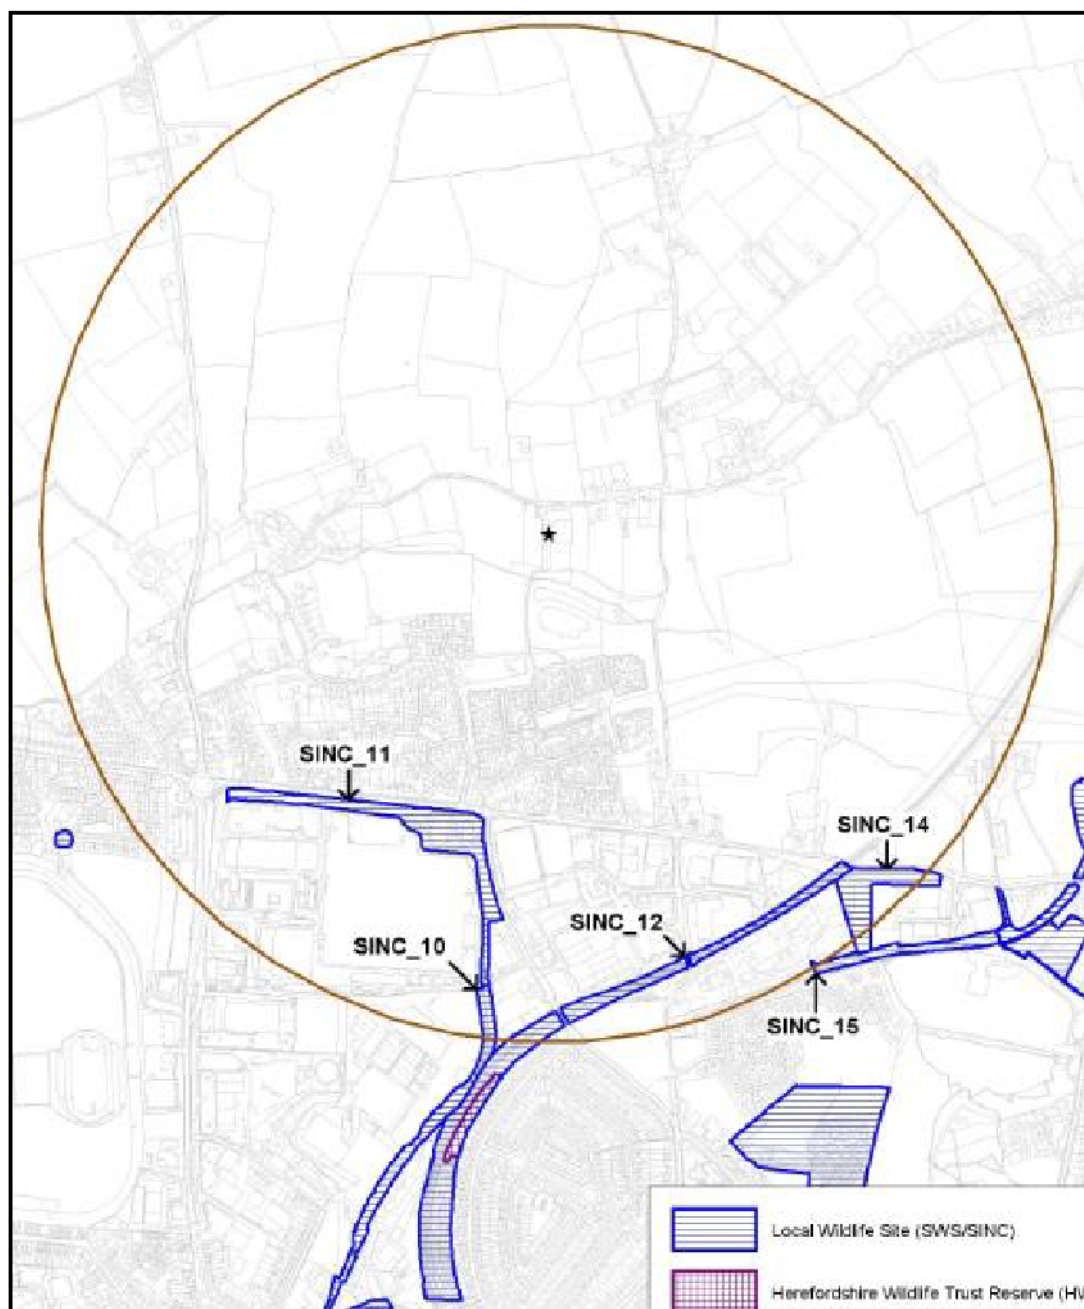 SINC_11
SINC_14
SINC_12
SINC_10
SINC_15
Local Wildlife Site (SWS/SINC)
Herefordshire Wildlife Trust Reserve